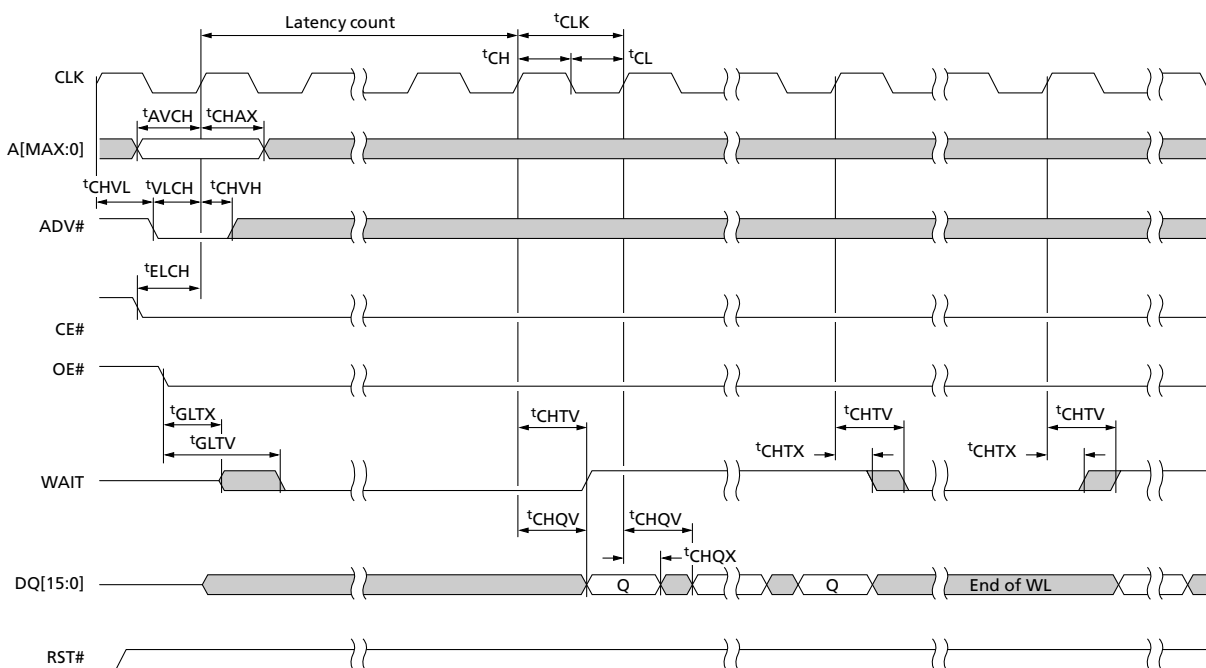 Latency count
tCLK
tCH
tCL
CLK
tAVCH
tCHAX
A[MAX:0]
tCHVL
tVLCH
tCHVH
ADV#
tELCH
CE#
OE#
tGLTX
tCHTV
tCHTV
tCHTV
tGLTV
tCHTX
tCHTX
WAIT
tCHQV
tCHQV
tCHQX
DQ[15:0]
Q
Q
End of WL
RST#